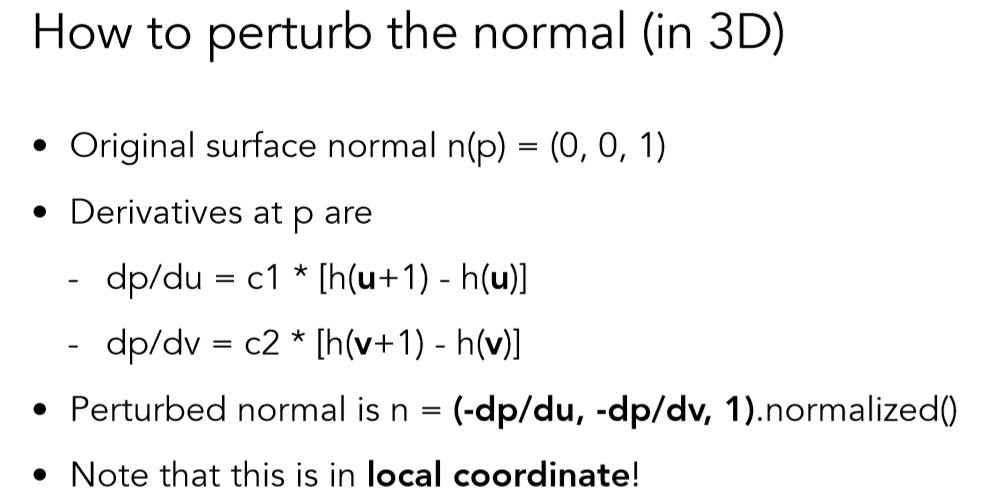 How to perturb the normal (in 3D)
• Original surface normal n(p) = (0, 0, 1)
• Derivatives at p are
- dp/du = c1 * [h(u+1) - h(u)]
- dp/dv = c2 * [h(v+1) - h(v)]
• Perturbed normal is n = (-dp/du, -dp/dv, 1).normalized()
• Note that this is in local coordinate!